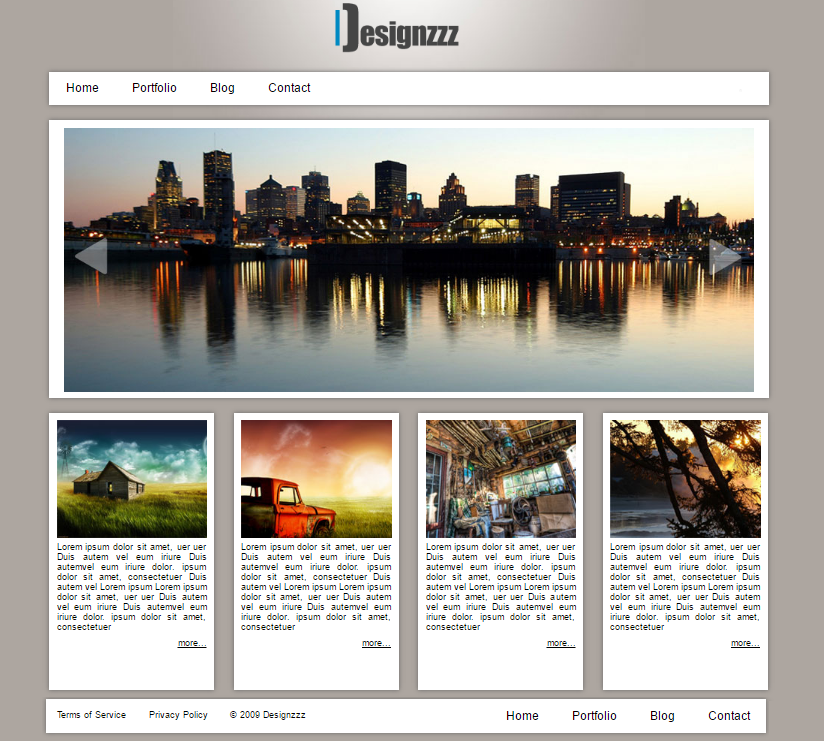 Designzzz
Home Portfolio Blog Contact
Lorem ipsum dolor sit amet, uer uer
Duis autem vel eum iriure Duis
autemvel eum iriure dolor. ipsum
dolor sit amet, consectetuer Duis
autem vel Lorem ipsum Lorem ipsum
dolor sit amet, uer uer Duis autem
vel eum iriure Duis autemvel eum
iriure dolor. ipsum dolor sit amet,
consectetuer
more...
Lorem ipsum dolor sit amet, uer uer
Duis autem vel eum iriure Duis
autemvel eum iriure dolor. ipsum
dolor sit amet, consectetuer Duis
autem vel Lorem ipsum Lorem ipsum
dolor sit amet, uer uer Duis autem
vel eum iriure Duis autemvel eum
iriure dolor. ipsum dolor sit amet,
consectetuer
more...
Lorem ipsum dolor sit amet, uer uer
Duis autem vel eum iriure Duis
autemvel eum iriure dolor. ipsum
dolor sit amet, consectetuer Duis
autem vel Lorem ipsum Lorem ipsum
dolor sit amet, uer uer Duis autem
vel eum iriure Duis autemvel eum
iriure dolor. ipsum dolor sit amet,
consectetuer
more...
Lorem ipsum dolor sit amet, uer uer
Duis autem vel eum iriure Duis
autemvel eum iriure dolor. ipsum
dolor sit amet, consectetuer Duis
autem vel Lorem ipsum Lorem ipsum
dolor sit amet, uer uer Duis autem
vel eum iriure Duis autemvel eum
iriure dolor. ipsum dolor sit amet,
consectetuer
more...
Terms of Service Privacy Policy © 2009 Designzzz Home Portfolio Blog Contact